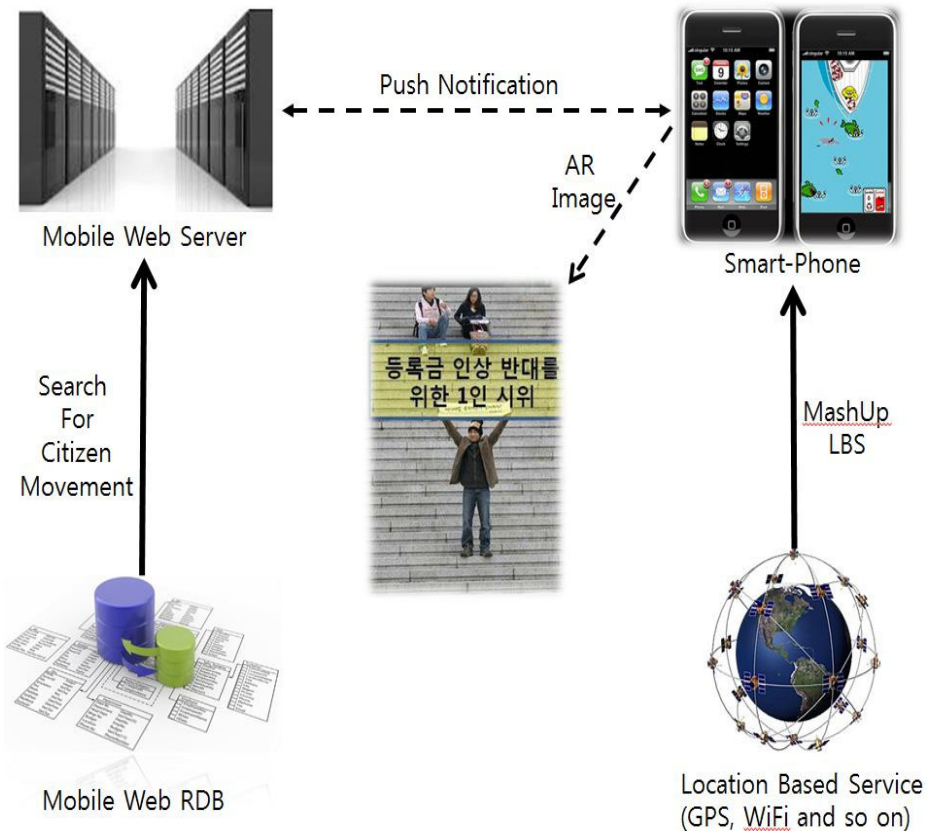 Push Notification
AR
Image
Mobile Web Server
Smart-Phone
Search
For
Citizen
Movement
등록금 인상 반대를
위한 1인 시위
MashUp
LBS
Mobile Web RDB
Location Based Service
(GPS, WiFi and so on)